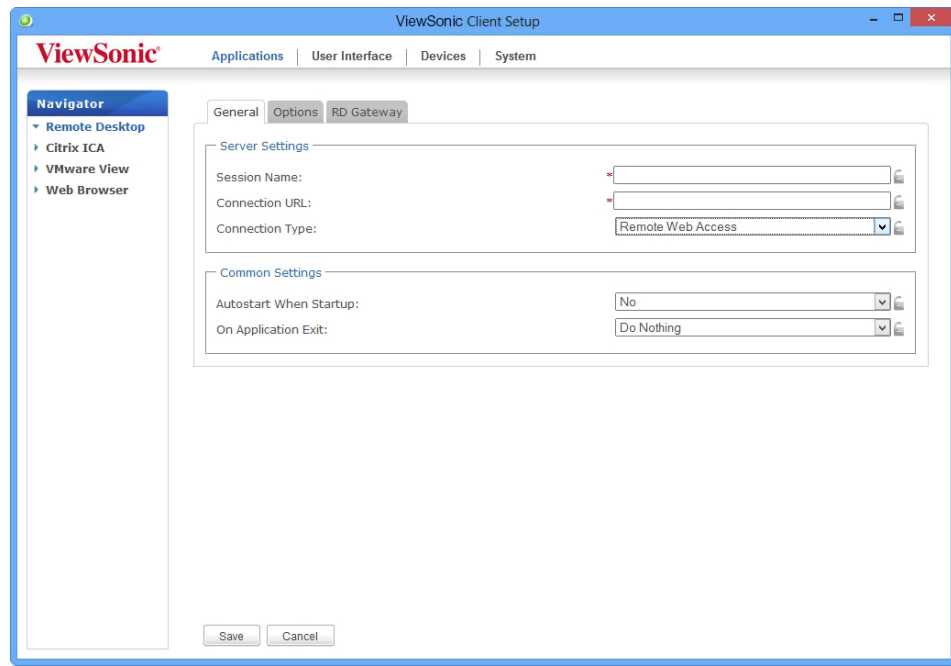 ViewSonic Client Setup
ViewSonic®
Applications | User Interface | Devices | System
Navigator
Remote Desktop
Citrix ICA
VMware View
Web Browser
General Options RD Gateway
Server Settings
Session Name: *
Connection URL: *
Connection Type: Remote Web Access
Common Settings
Autostart When Startup: No
On Application Exit: Do Nothing
Save Cancel